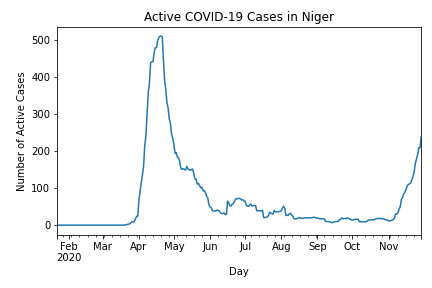 Active COVID-19 Cases in Niger
Number of Active Cases
500
400
300
200
100
0
Feb Mar Apr May Jun Jul Aug Sep Oct Nov
2020
Day